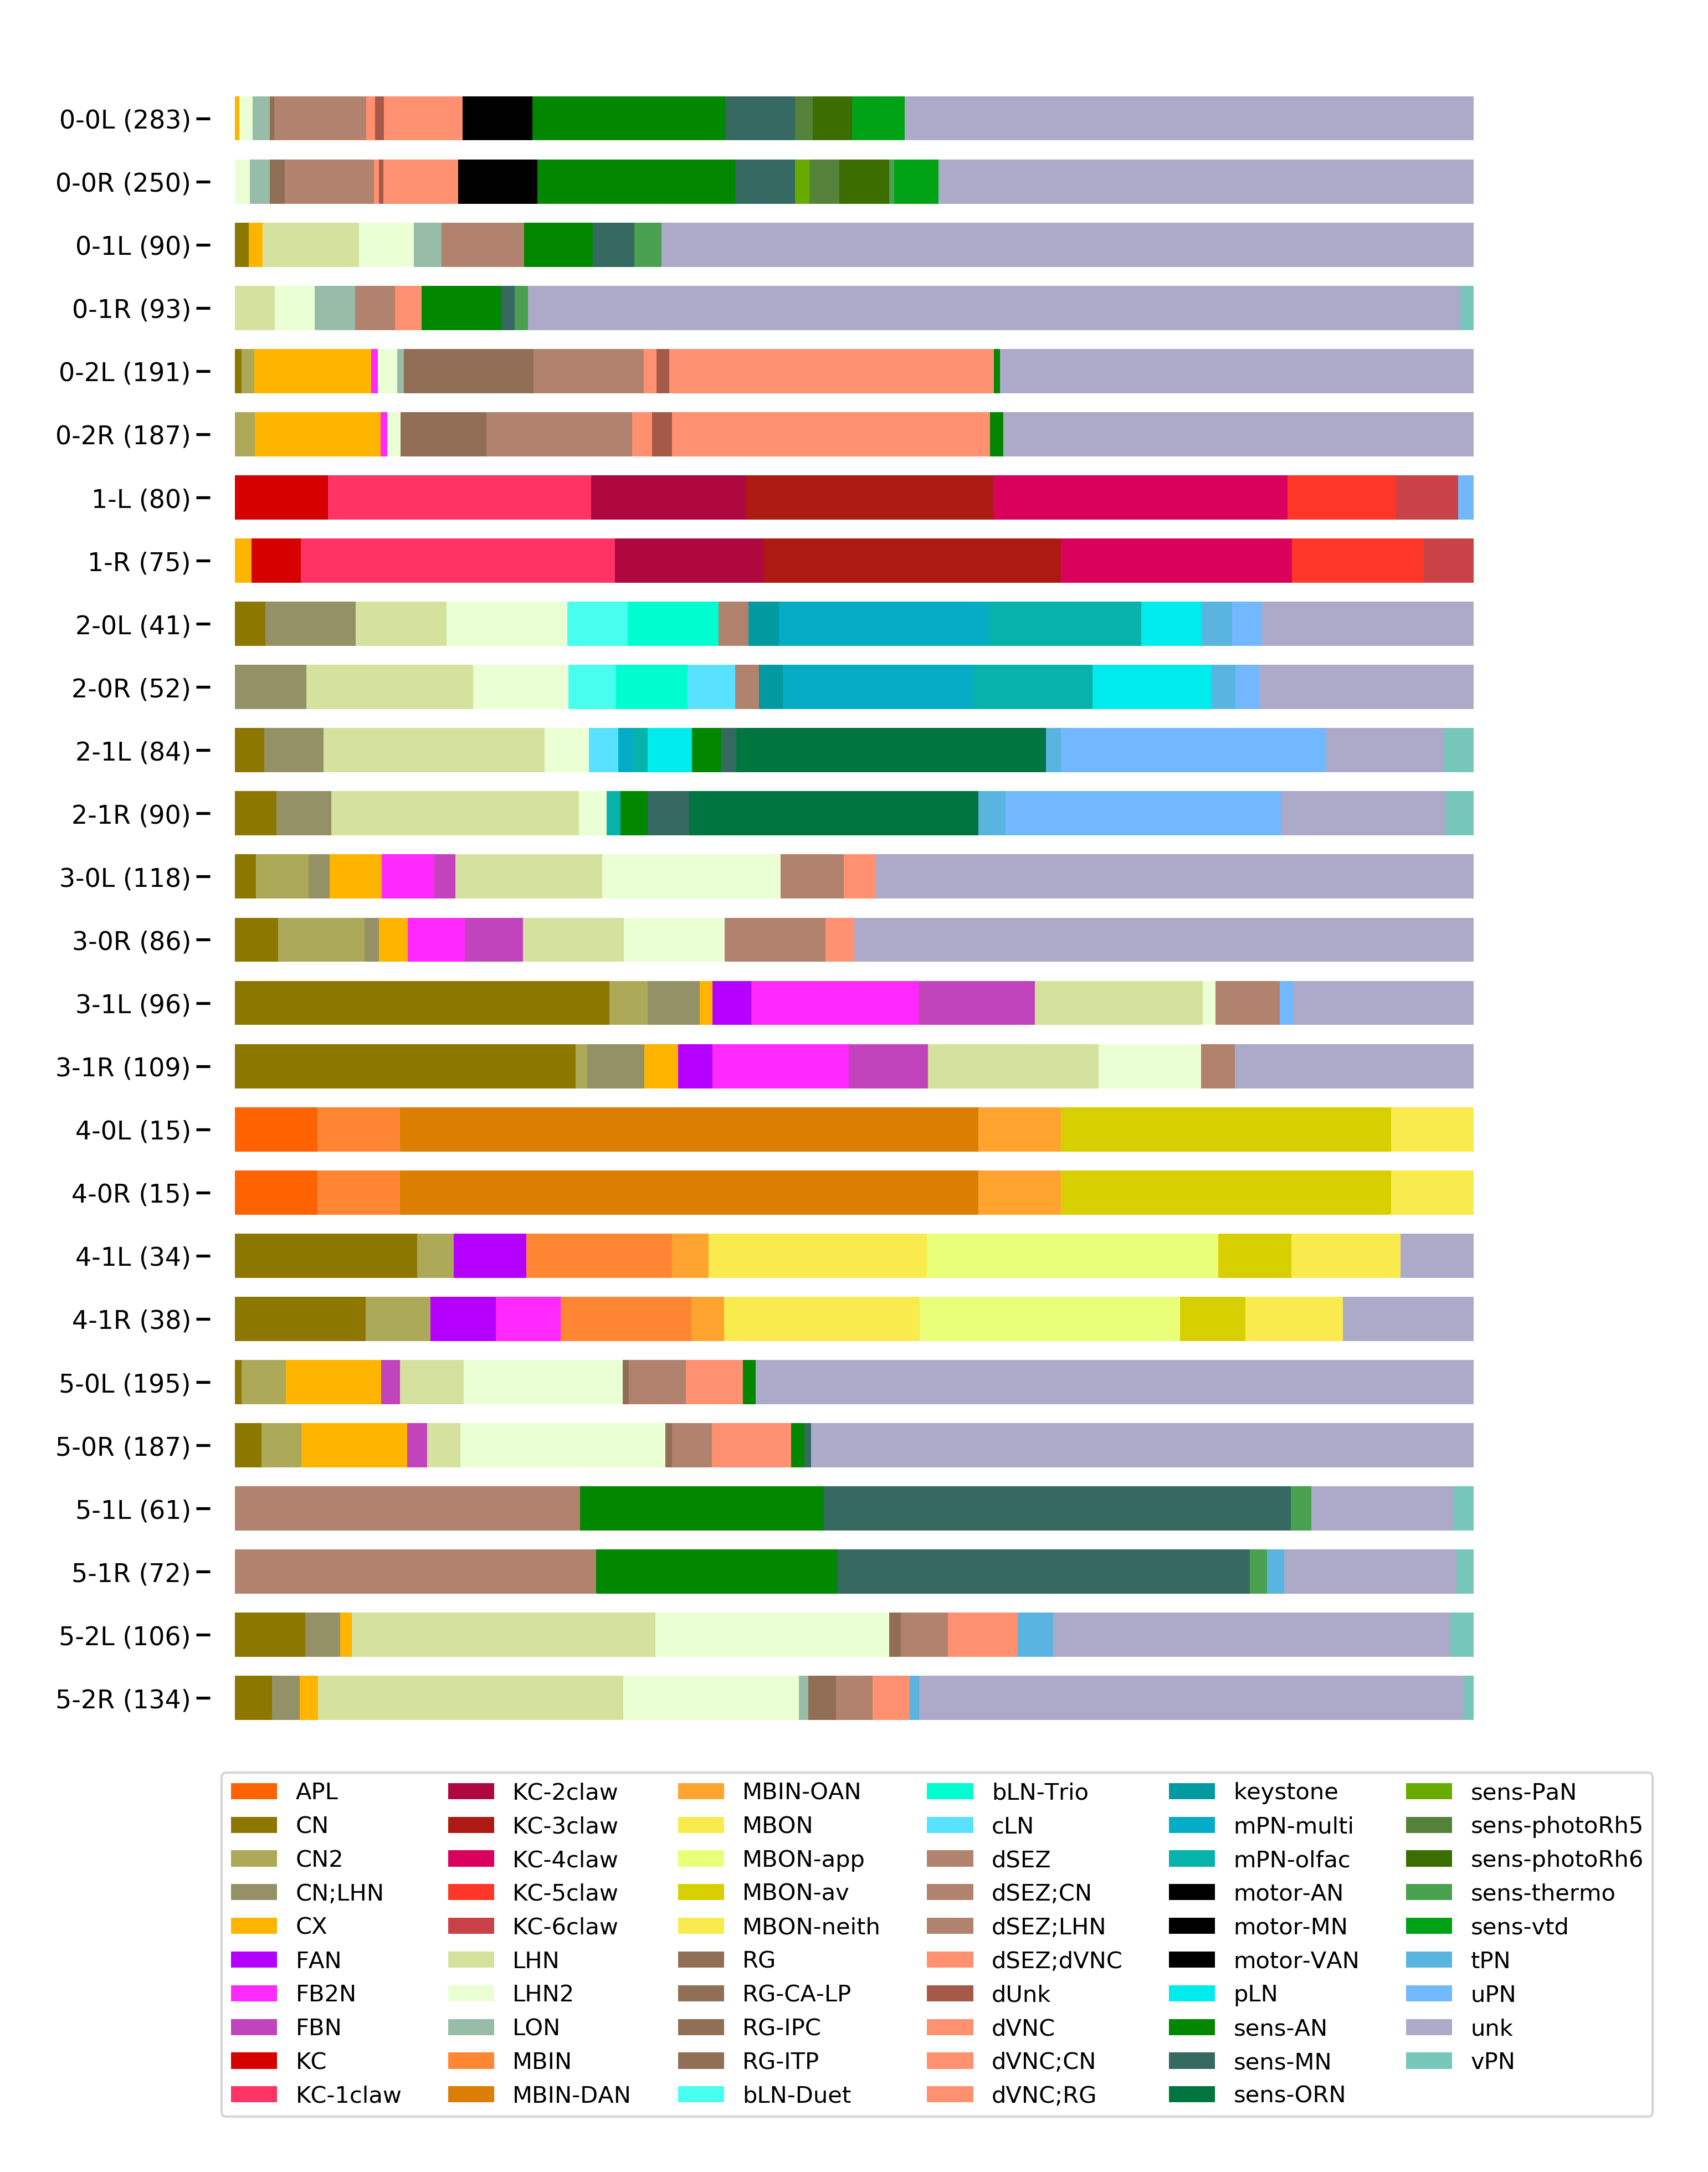 0-0L (283)
0-0R (250)
0-1L (90)
0-1R (93)
0-2L (191)
0-2R (187)
1-L (80)
1-R (75)
2-0L (41)
2-0R (52)
2-1L (84)
2-1R (90)
3-0L (118)
3-0R (86)
3-1L (96)
3-1R (109)
4-0L (15)
4-0R (15)
4-1L (34)
4-1R (38)
5-0L (195)
5-0R (187)
5-1L (61)
5-1R (72)
5-2L (106)
5-2R (134)
APL
CN
CN2
CN;LHN
CX
FAN
FB2N
FBN
KC
KC-1claw
KC-2claw
KC-3claw
KC-4claw
KC-5claw
KC-6claw
LHN
LHN2
LON
MBIN
MBIN-DAN
MBIN-OAN
MBON
MBON-app
MBON-av
MBON-neith
RG
RG-CA-LP
RG-IPC
RG-ITP
bLN-Duet
bLN-Trio
cLN
dSEZ
dSEZ;CN
dSEZ;LHN
dSEZ;dVNC
dUnk
dVNC
dVNC;CN
dVNC;RG
keystone
mPN-multi
mPN-olfac
motor-AN
motor-MN
motor-VAN
pLN
sens-AN
sens-MN
sens-ORN
sens-PaN
sens-photoRh5
sens-photoRh6
sens-thermo
sens-vtd
tPN
uPN
unk
vPN